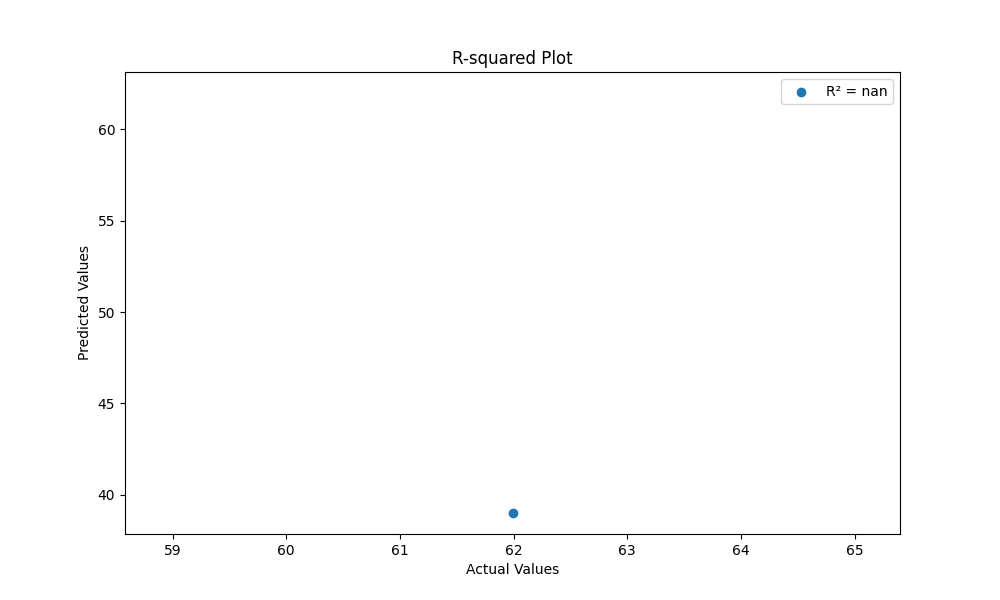 R-squared Plot
R² = nan
60
55
50
45
40
Predicted Values
59 60 61 62 63 64 65
Actual Values